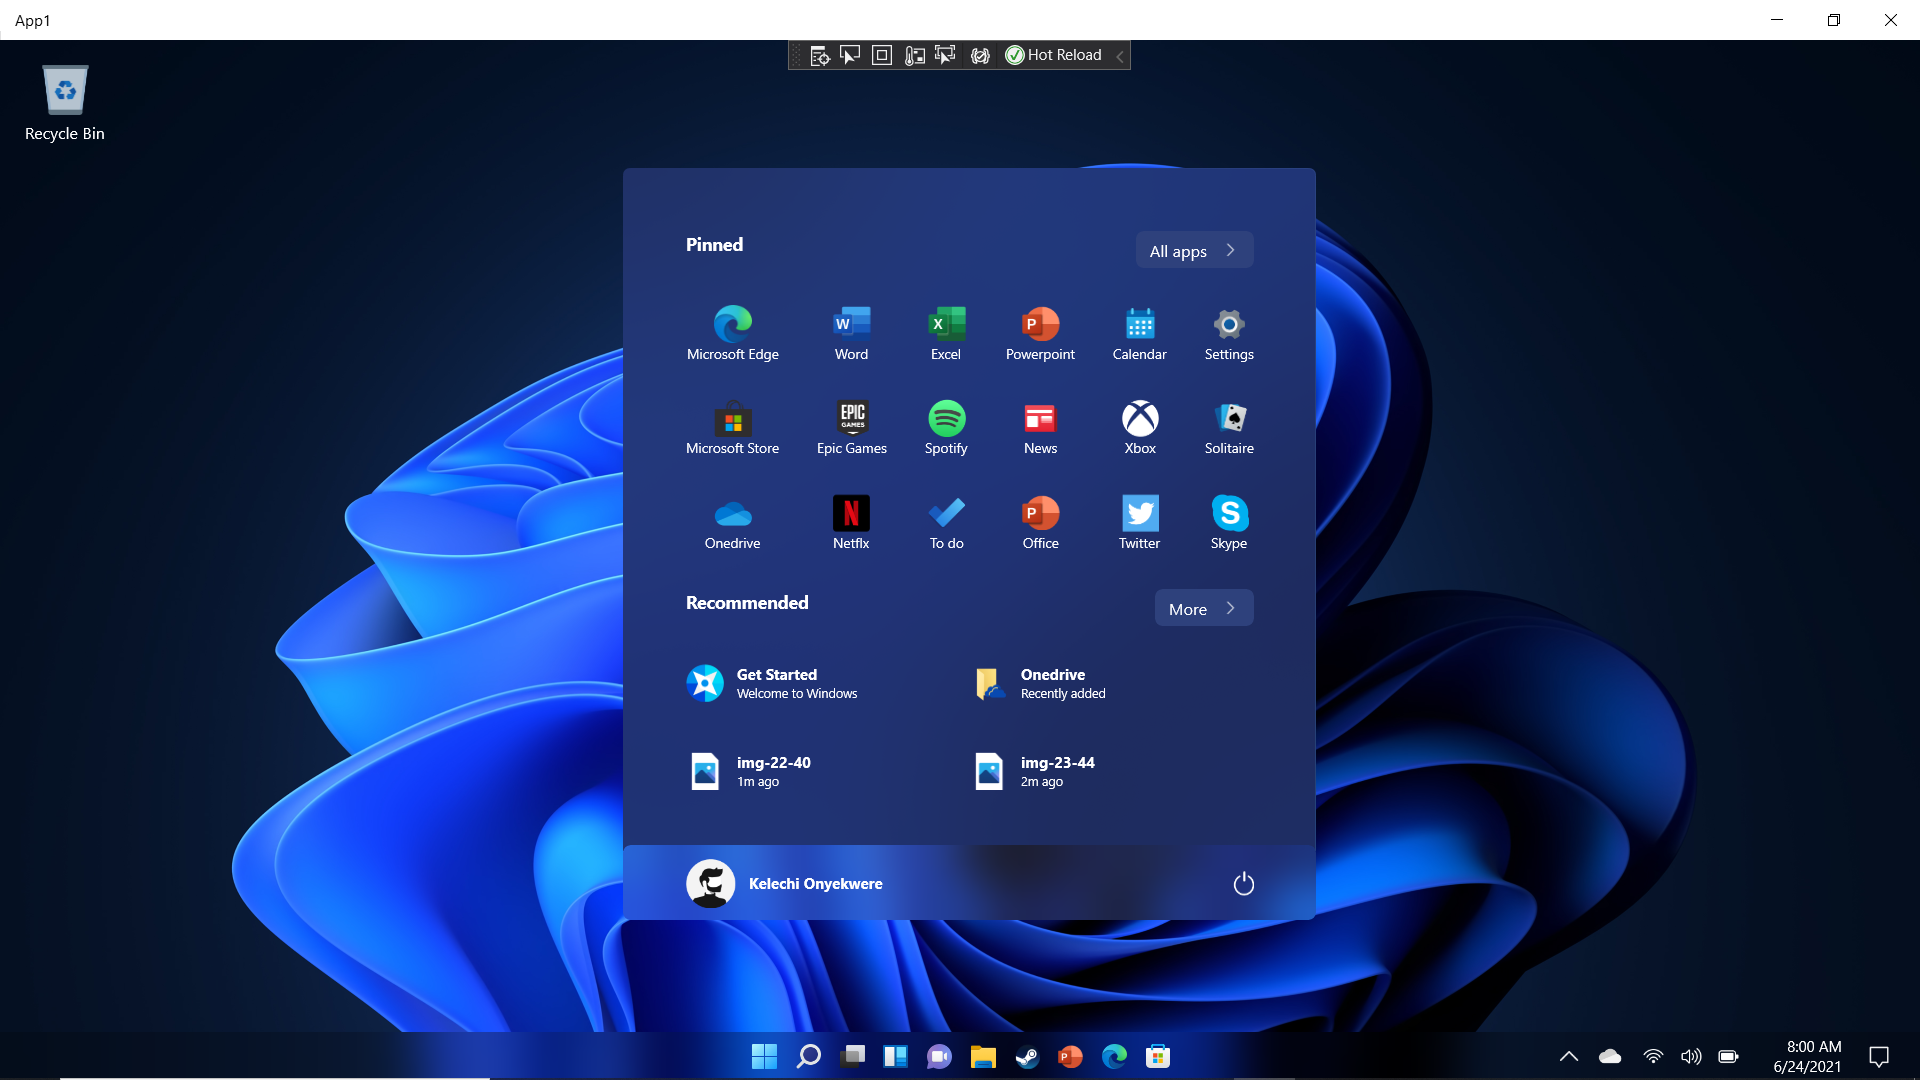 App1
Hot Reload
Recycle Bin
Pinned
All apps
W
X
P
Microsoft Edge
Word
Excel
Powerpoint
Calendar
Settings
EPIC
GAMES
Microsoft Store
Epic Games
Spotify
News
Xbox
Solitaire
N
P
S
Onedrive
Netflx
To do
Office
Twitter
Skype
Recommended
More
Get Started
Welcome to Windows
Onedrive
Recently added
img-22-40
1m ago
img-23-44
2m ago
Kelechi Onyekwere
P
8:00 AM
6/24/2021